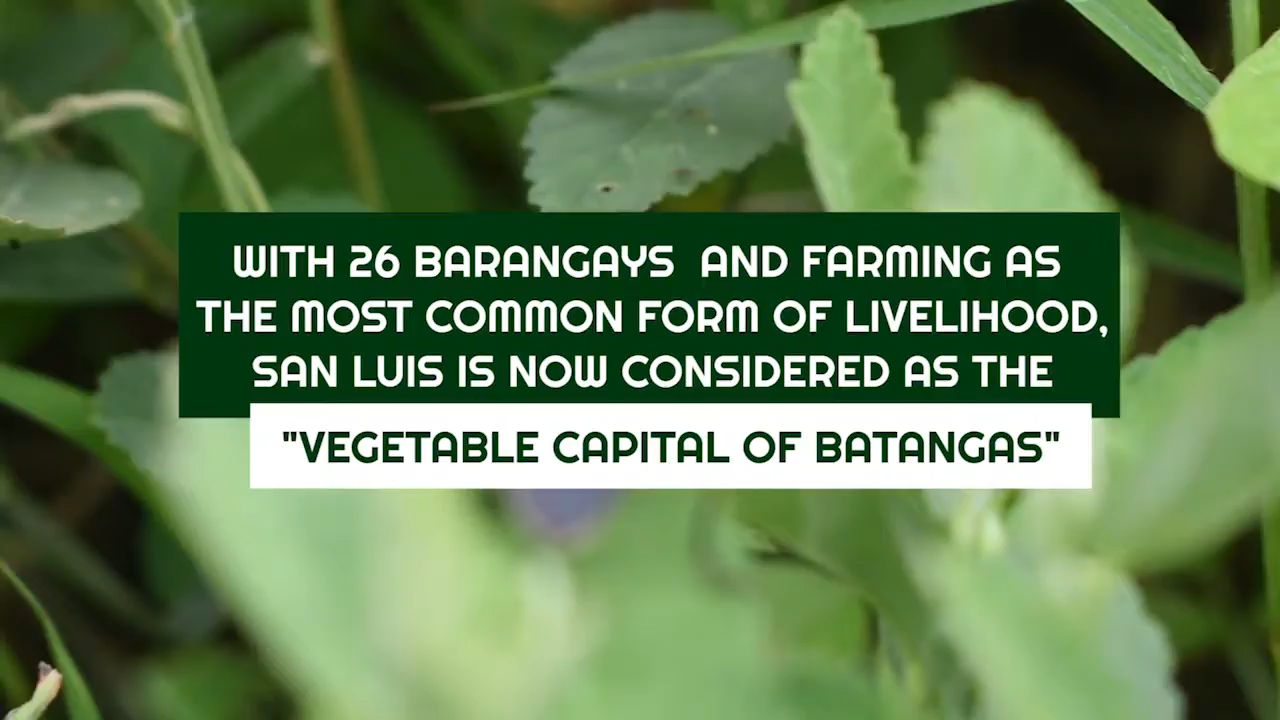 WITH 26 BARANGAYS AND FARMING AS
THE MOST COMMON FORM OF LIVELIHOOD,
SAN LUIS IS NOW CONSIDERED AS THE
"VEGETABLE CAPITAL OF BATANGAS"